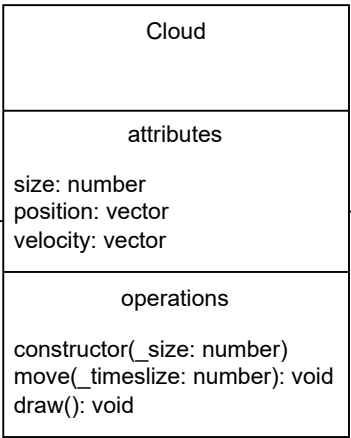 Cloud
attributes
size: number
position: vector
velocity: vector
operations
constructor(_size: number)
move(_timeslize: number): void
draw(): void